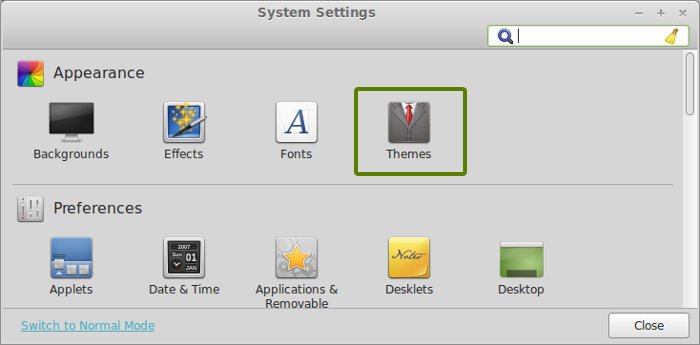 System Settings
Appearance
Backgrounds
Effects
A
Fonts
Themes
Preferences
Applets
2007
Sun 01
JAN
Date & Time
Applications &
Removable
Notes
Desklets
Desktop
Switch to Normal Mode
Close